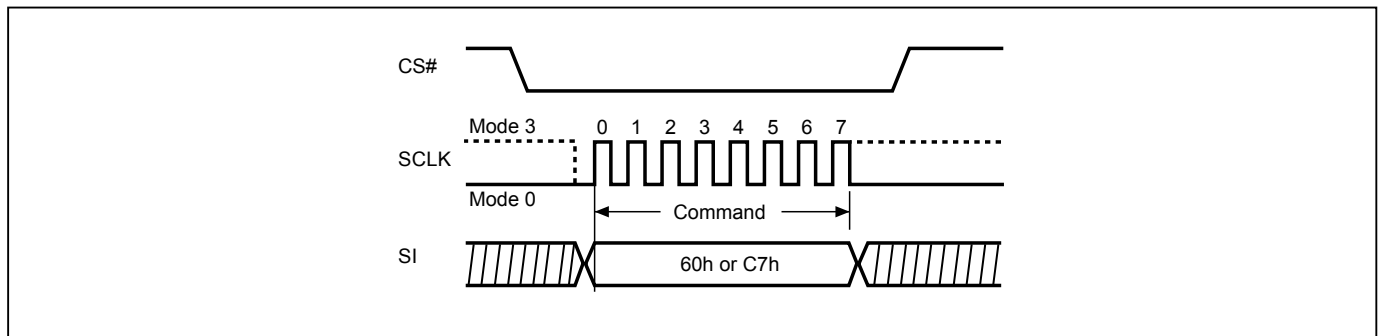 CS#
Mode 3
0 1 2 3 4 5 6 7
SCLK
Mode 0
Command
SI
60h or C7h